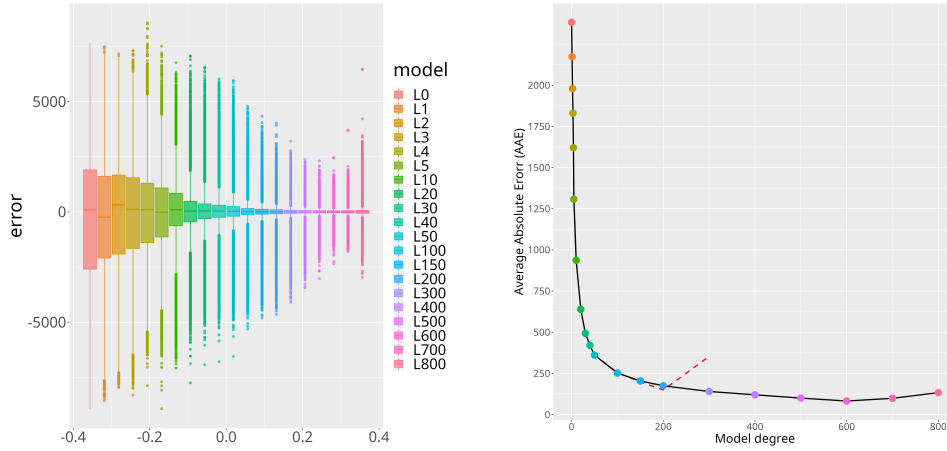 error
5000
0
-5000
-0.4
-0.2
0.0
0.2
0.4
model
L0
L1
L2
L3
L4
L5
L10
L20
L30
L40
L50
L100
L150
L200
L300
L400
L500
L600
L700
L800
Average Absolute Erorr (AAE)
2000
1750
1500
1250
1000
750
500
250
0
0
200
400
600
800
Model degree